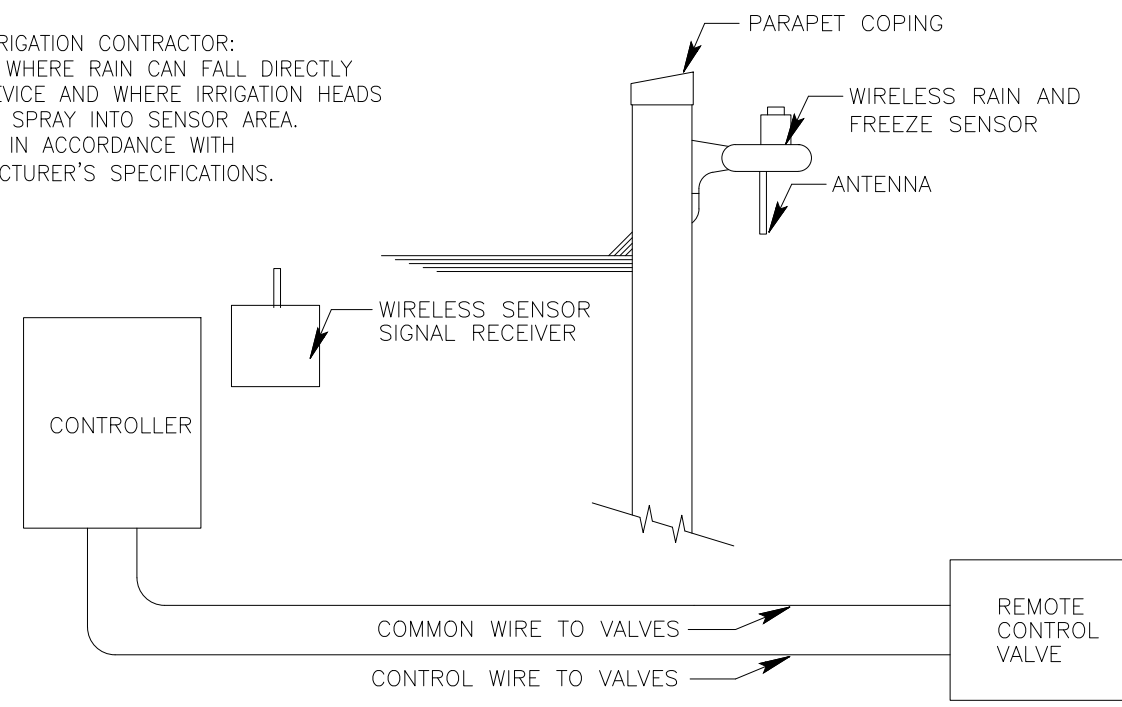 RIGATION CONTRACTOR:
WHERE RAIN CAN FALL DIRECTLY
EVICE AND WHERE IRRIGATION HEADS
SPRAY INTO SENSOR AREA.
IN ACCORDANCE WITH
CTURER'S SPECIFICATIONS.
PARAPET COPING
WIRELESS RAIN AND
FREEZE SENSOR
ANTENNA
WIRELESS SENSOR
SIGNAL RECEIVER
CONTROLLER
COMMON WIRE TO VALVES
CONTROL WIRE TO VALVES
REMOTE
CONTROL
VALVE